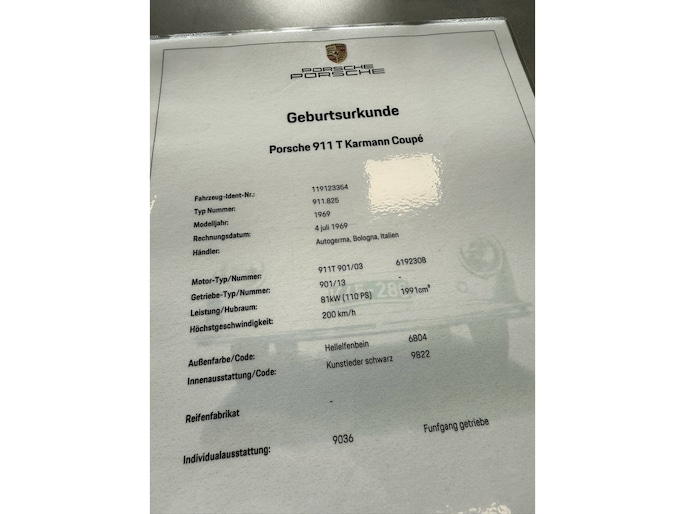 PORSCHE
PORSCHE
Geburtsurkunde
Porsche 911 T Karmann Coupé
Fahrzeug-Ident-Nr.: 119123354
Typ Nummer: 911.825
Modelljahr: 1969
Rechnungsdatum: 4 juli 1969
Händler: Autogerma, Bologna, Italien
Motor-Typ/Nummer: 911T 901/03 6192308
Getriebe-Typ/Nummer: 901/13 -
Leistung/Hubraum: 81kW (110 PS) 1991cm³
Höchstgeschwindigkeit: 200 km/h
Außenfarbe/Code: Hellelfenbein 6804
Innenausstattung/Code: Kunstleder schwarz 9822
Reifenfabrikat -
Individualausstattung: 9036 Funfgang getriebe